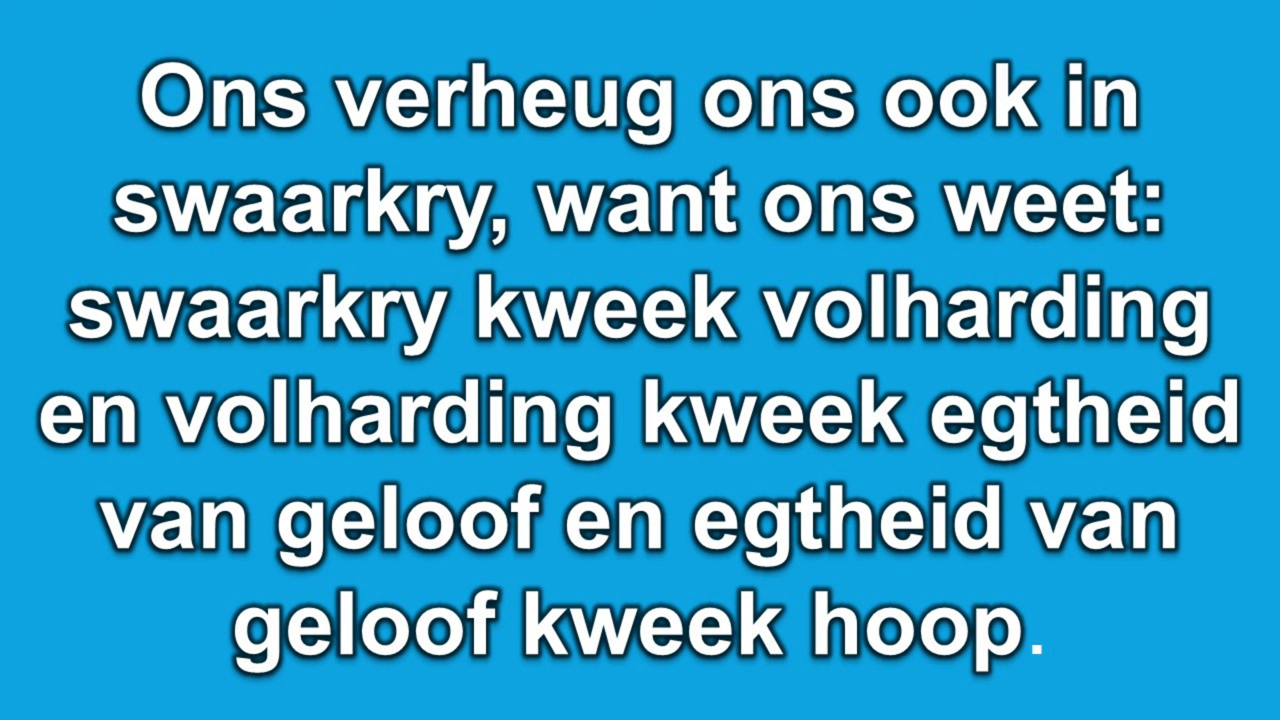 Ons verheug ons ook in
swaarkry, want ons weet:
swaarkry kweek volharding
en volharding kweek egtheid
van geloof en egtheid van
geloof kweek hoop.